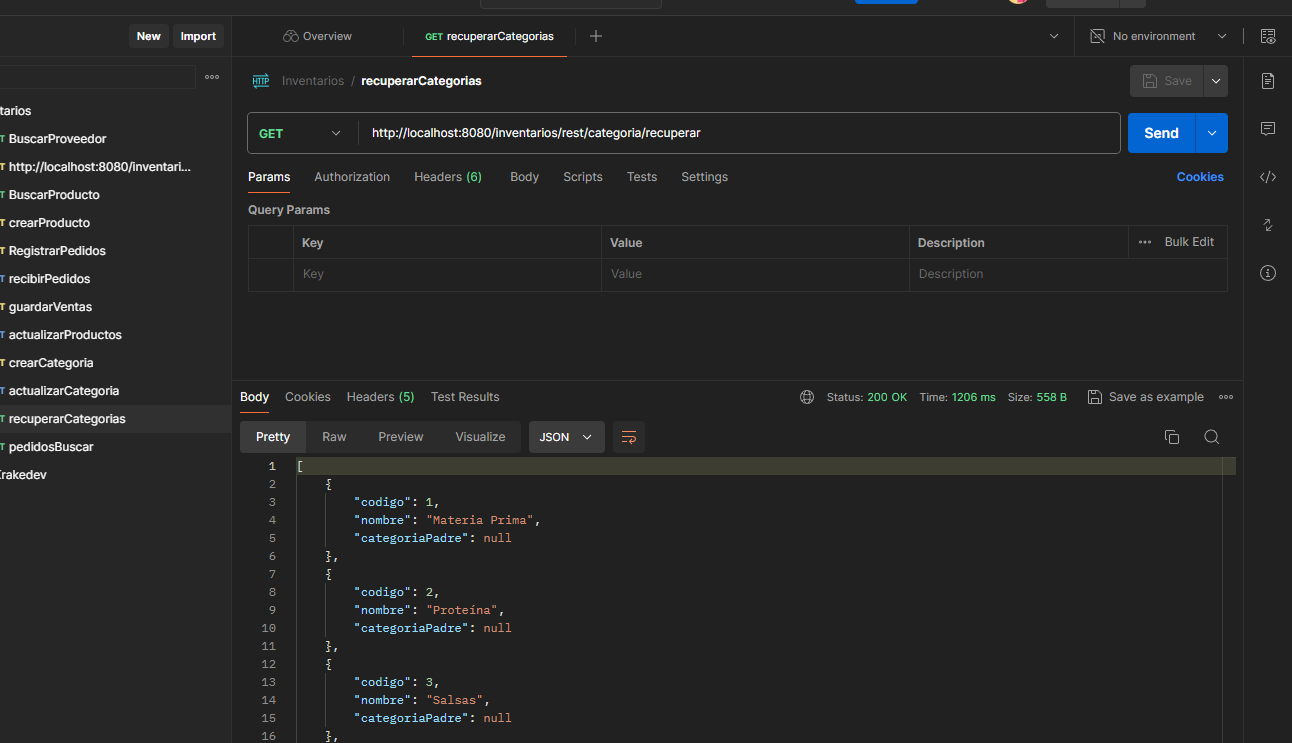 New Import
Overview
GET recuperarCategorias
No environment
Inventarios / recuperarCategorias
Save
tarios
BuscarProveedor
http://localhost:8080/inventari...
BuscarProducto
crearProducto
RegistrarPedidos
recibirPedidos
guardarVentas
actualizarProductos
crearCategoria
actualizarCategoria
recuperarCategorias
pedidosBuscar
GET http://localhost:8080/inventarios/rest/categoria/recuperar
Send
Params Authorization Headers (6) Body Scripts Tests Settings Cookies
Query Params
Key Value Description Bulk Edit
Key Value Description
Body Cookies Headers (5) Test Results Status: 200 OK Time: 1206 ms Size: 558 B Save as example
Pretty Raw Preview Visualize JSON
1 [
2 {
3 "codigo": 1,
4 "nombre": "Materia Prima",
5 "categoriaPadre": null
6 },
7 {
8 "codigo": 2,
9 "nombre": "Proteína",
10 "categoriaPadre": null
11 },
12 {
13 "codigo": 3,
14 "nombre": "Salsas",
15 "categoriaPadre": null
16 },